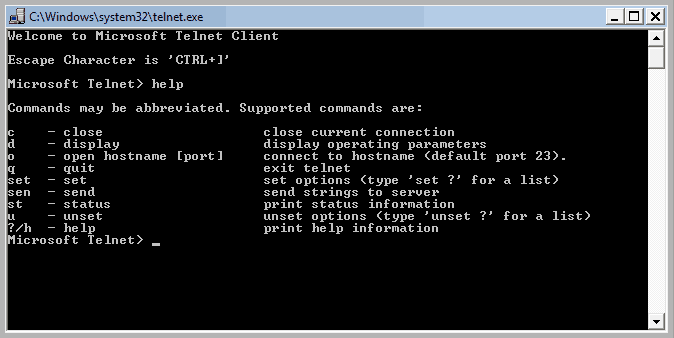 C:\Windows\system32\telnet.exe
Welcome to Microsoft Telnet Client
Escape Character is 'CTRL+]'
Microsoft Telnet> help
Commands may be abbreviated. Supported commands are:
c    - close                    close current connection
d    - display                  display operating parameters
o    - open hostname [port]     connect to hostname (default port 23).
q    - quit                     exit telnet
set  - set                      set options (type 'set ?' for a list)
sen  - send                     send strings to server
st   - status                   print status information
u    - unset                    unset options (type 'unset ?' for a list)
?/h  - help                     print help information
Microsoft Telnet> _